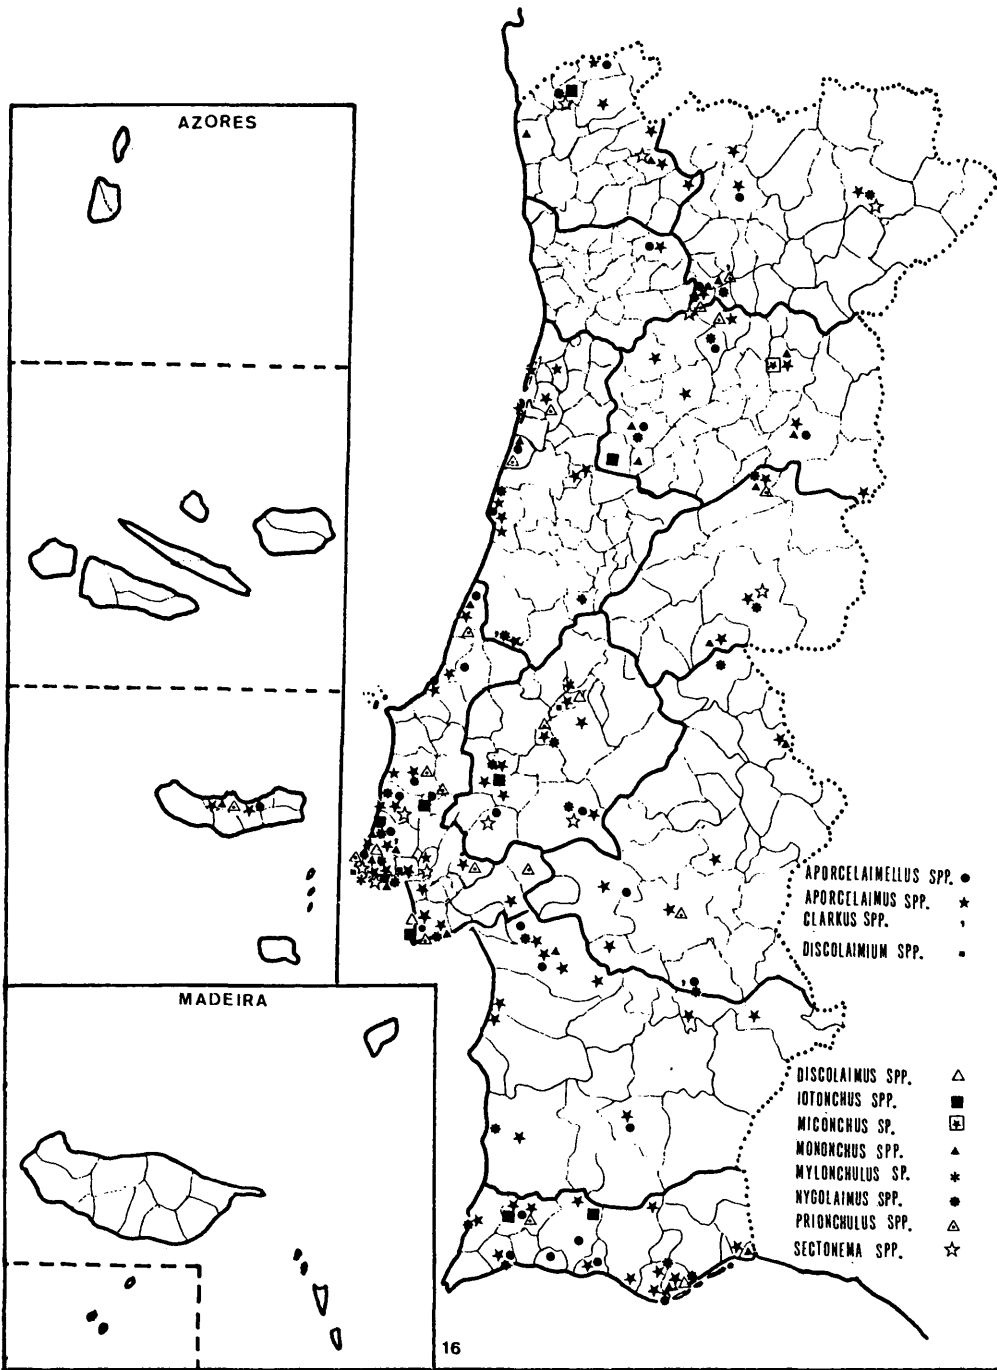 AZORES
APORCELAIMELLUS SPP.
APORCELAIMUS SPP.
CLARKUS SPP.
DISCOLAIMIUM SPP.
MADEIRA
DISCOLAIMUS SPP.
IOTONCHUS SPP.
MICONCHUS SP.
MONONCHUS SPP.
MYLONCHULUS SP.
NYGOLAIMUS SPP.
PRIONCHULUS SPP.
SECTONEMA SPP.
16